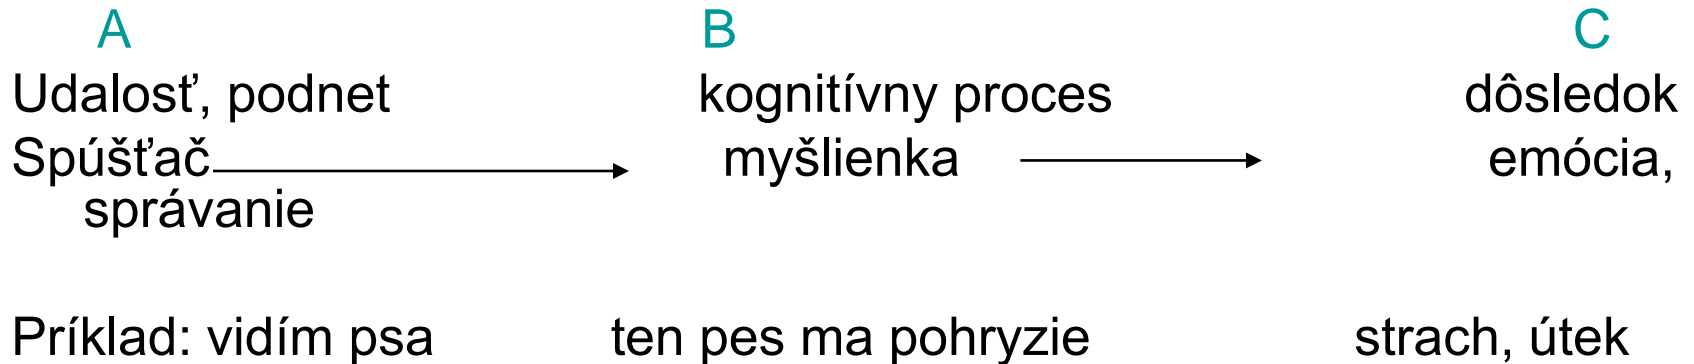 A B C
Udalosť, podnet kognitívny proces dôsledok
Spúšťač myšlienka emócia,
správanie
Príklad: vidím psa ten pes ma pohryzie strach, útek